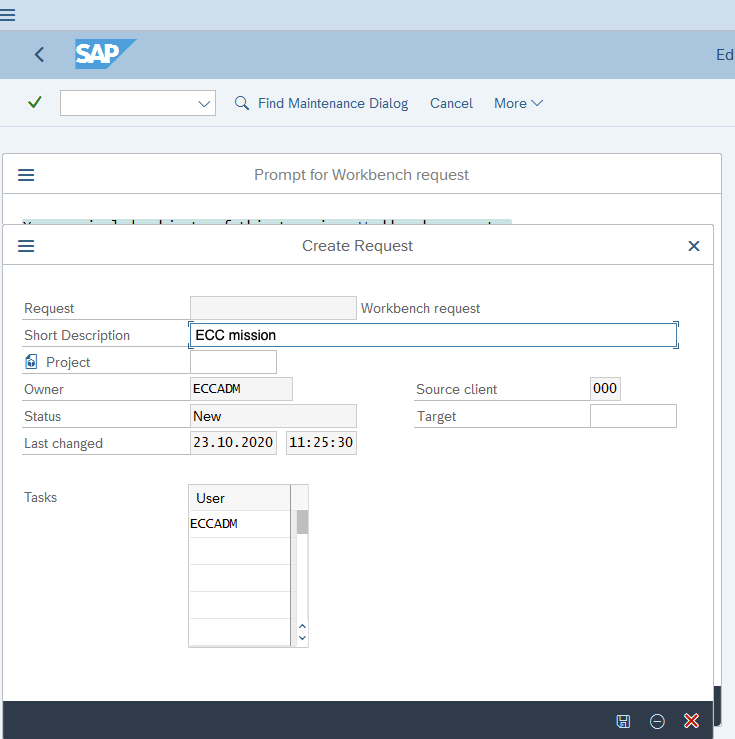 SAP
Ed
Find Maintenance Dialog Cancel More
Prompt for Workbench request
Create Request
Request Workbench request
Short Description ECC mission
Project
Owner ECCADM Source client 000
Status New Target
Last changed 23.10.2020 11:25:30
Tasks User
ECCADM